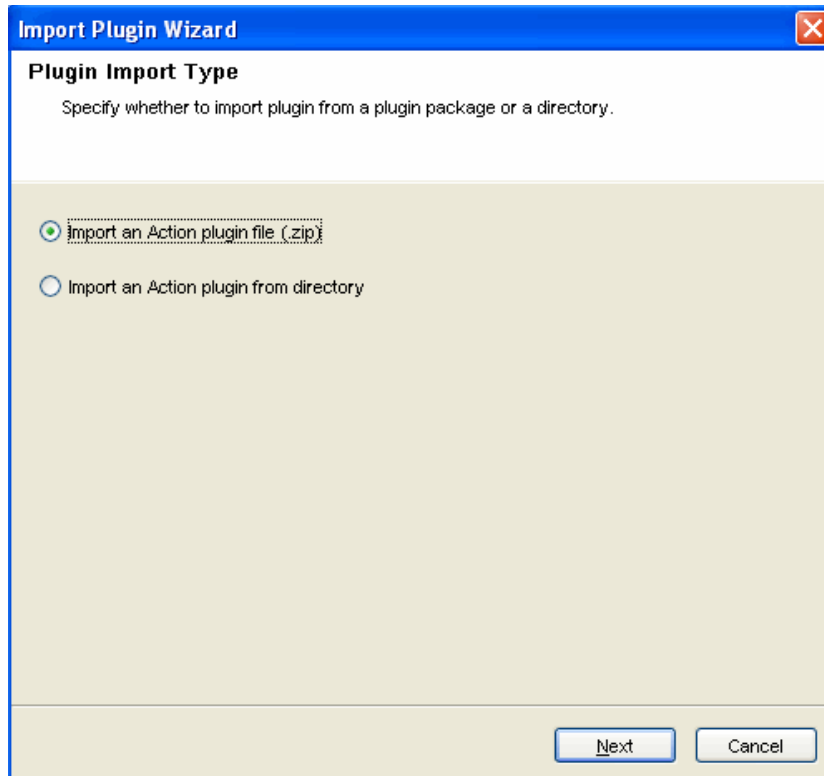 Import Plugin Wizard
Plugin Import Type
Specify whether to import plugin from a plugin package or a directory.
Import an Action plugin file (.zip)
Import an Action plugin from directory
Next
Cancel